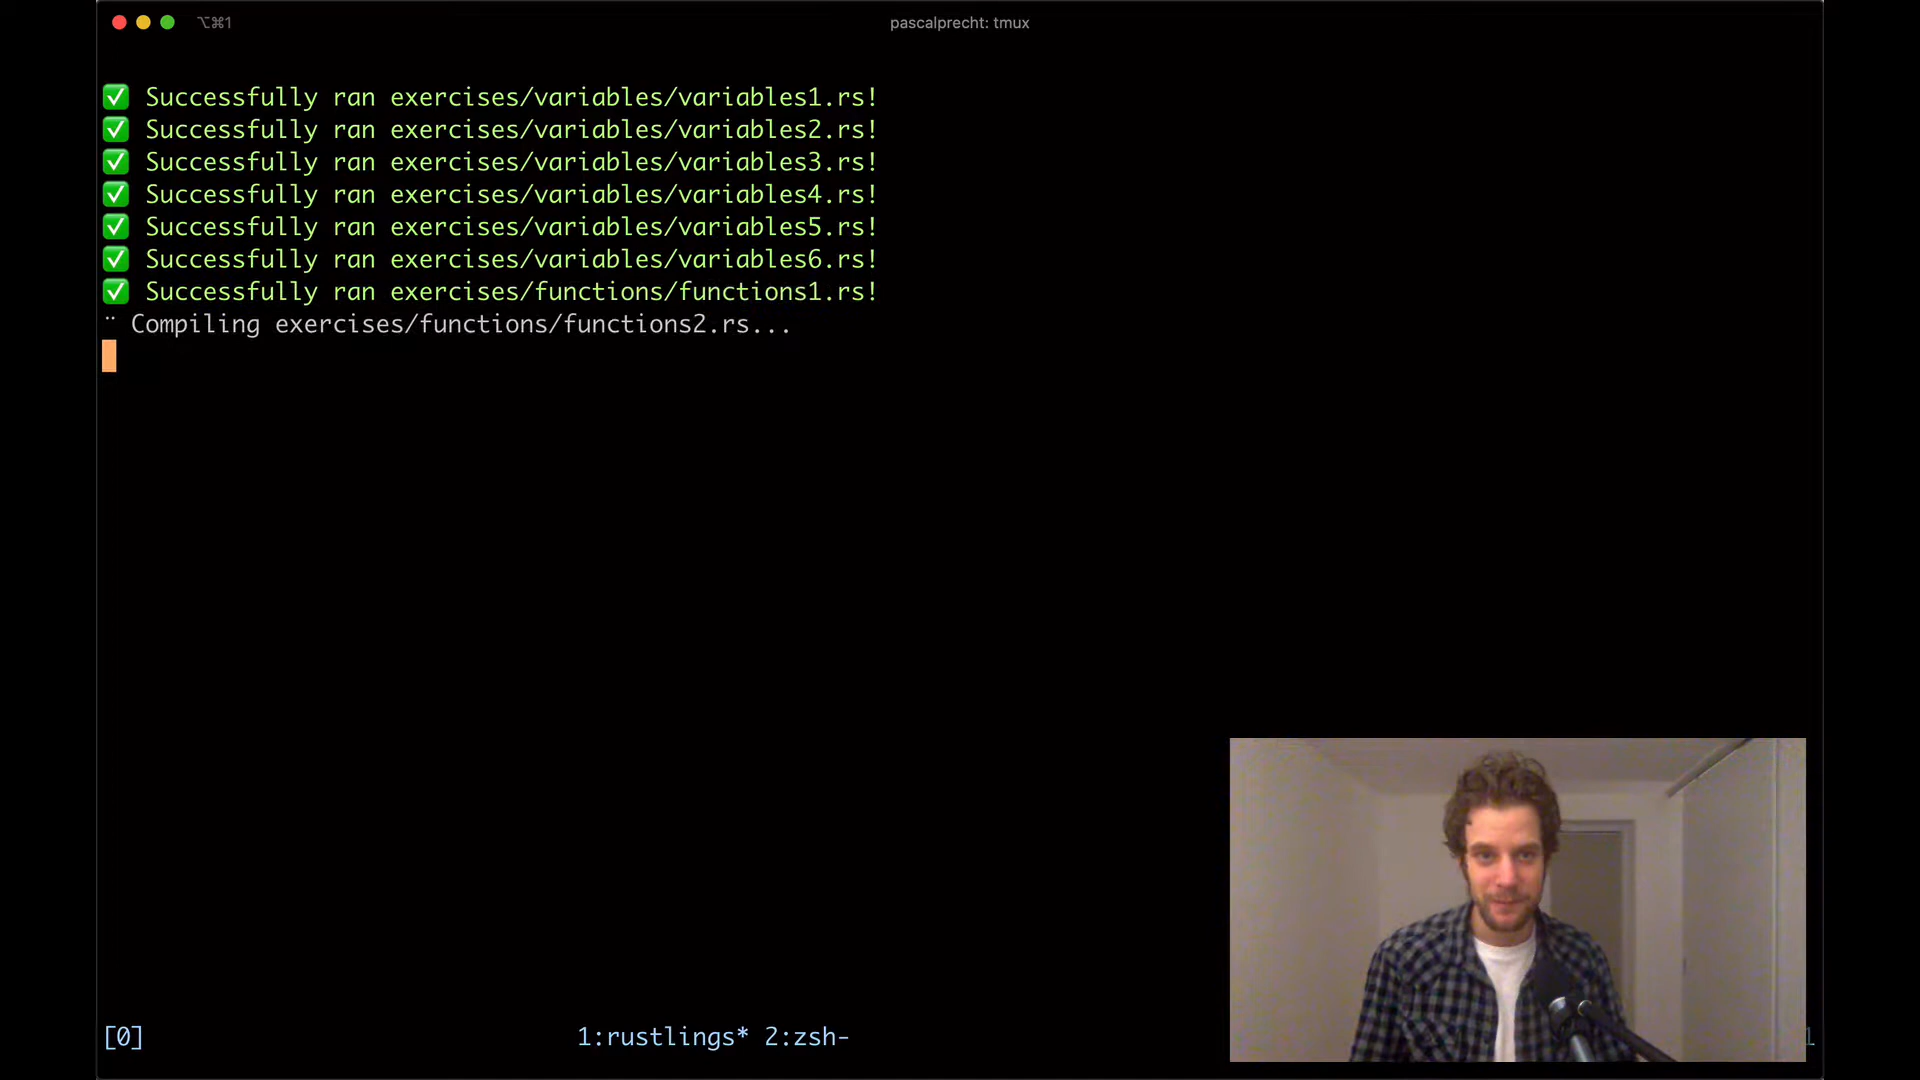 ⌥⌘1
pascalprecht: tmux
✅ Successfully ran exercises/variables/variables1.rs!
✅ Successfully ran exercises/variables/variables2.rs!
✅ Successfully ran exercises/variables/variables3.rs!
✅ Successfully ran exercises/variables/variables4.rs!
✅ Successfully ran exercises/variables/variables5.rs!
✅ Successfully ran exercises/variables/variables6.rs!
✅ Successfully ran exercises/functions/functions1.rs!
¨ Compiling exercises/functions/functions2.rs...
[0] 1:rustlings* 2:zsh-